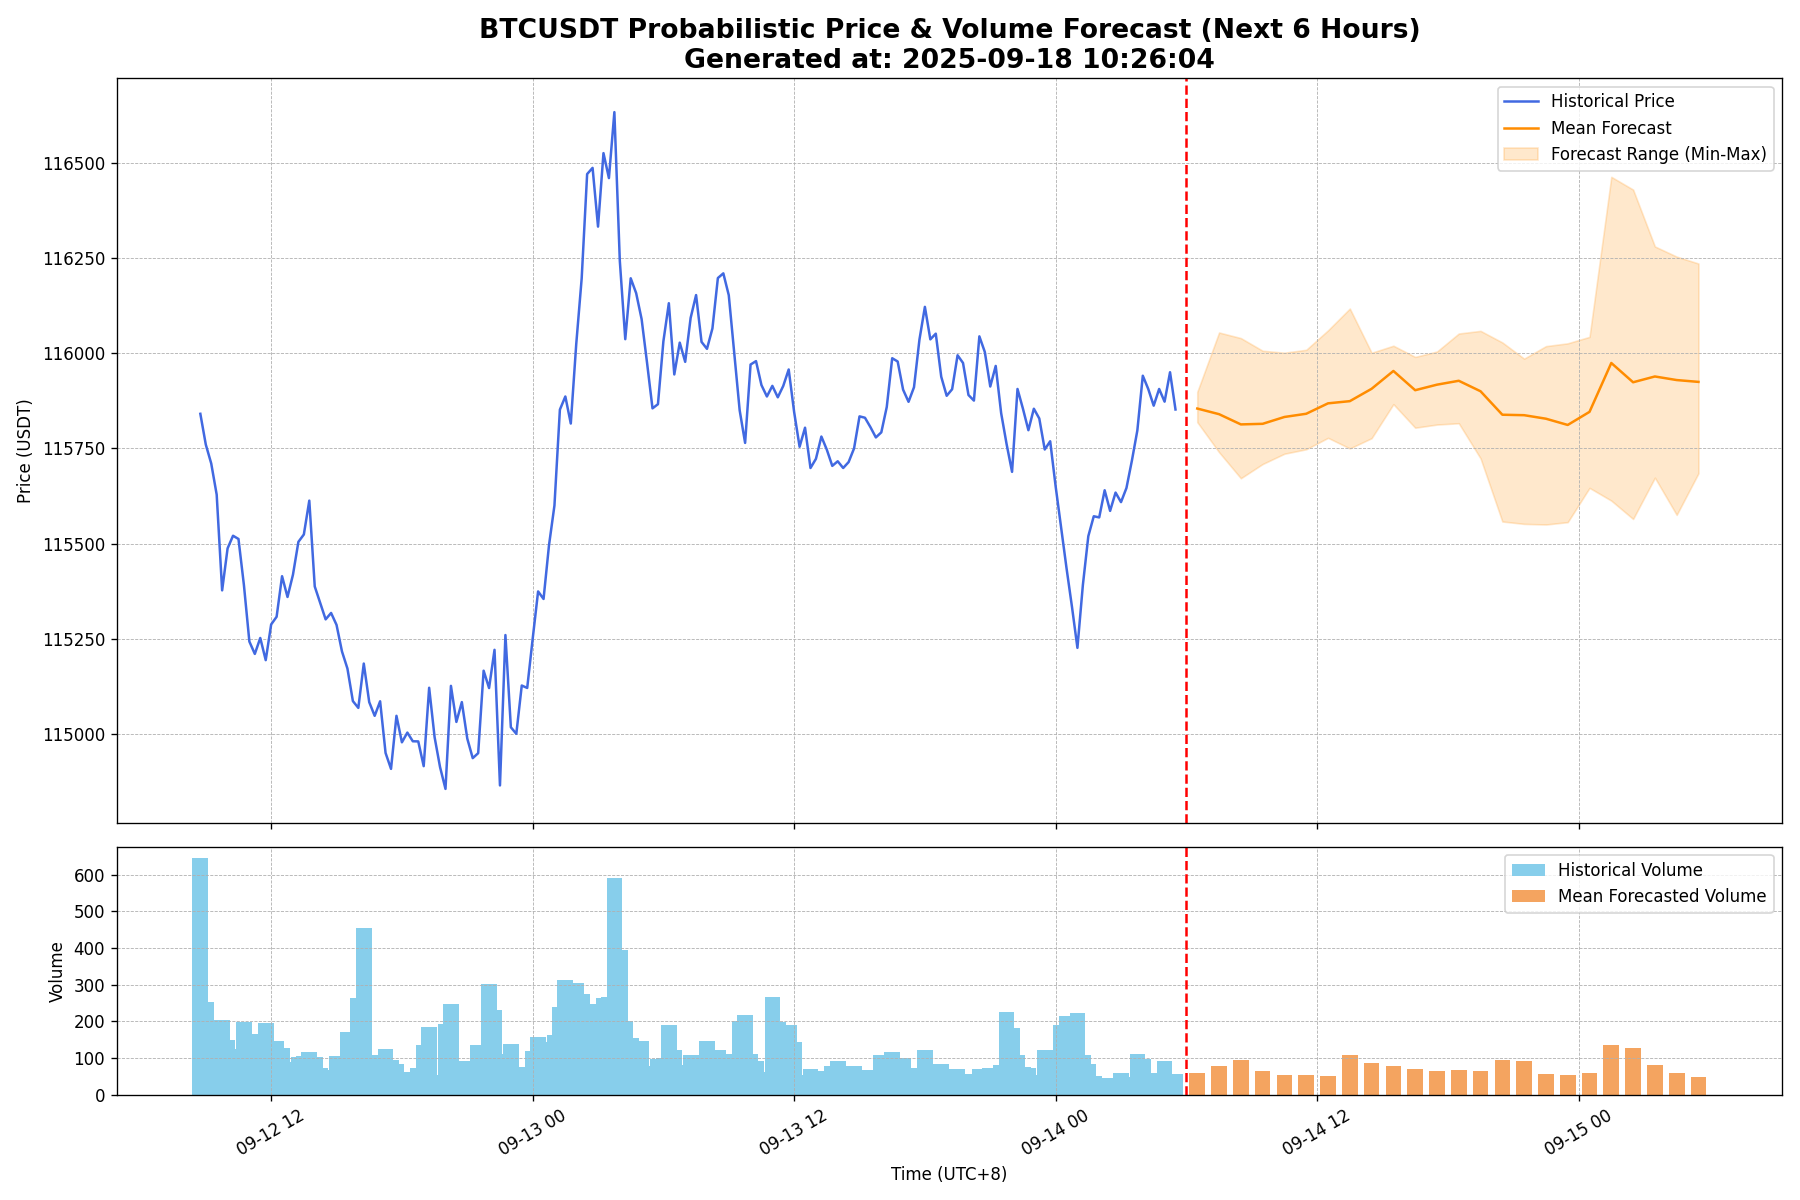 BTCUSDT Probabilistic Price & Volume Forecast (Next 6 Hours)
Generated at: 2025-09-18 10:26:04
Historical Price
Mean Forecast
Forecast Range (Min-Max)
116500
116250
116000
115750
115500
115250
115000
Price (USDT)
Historical Volume
Mean Forecasted Volume
600
500
400
300
200
100
0
Volume
09-12 12
09-13 00
09-13 12
09-14 00
09-14 12
09-15 00
Time (UTC+8)